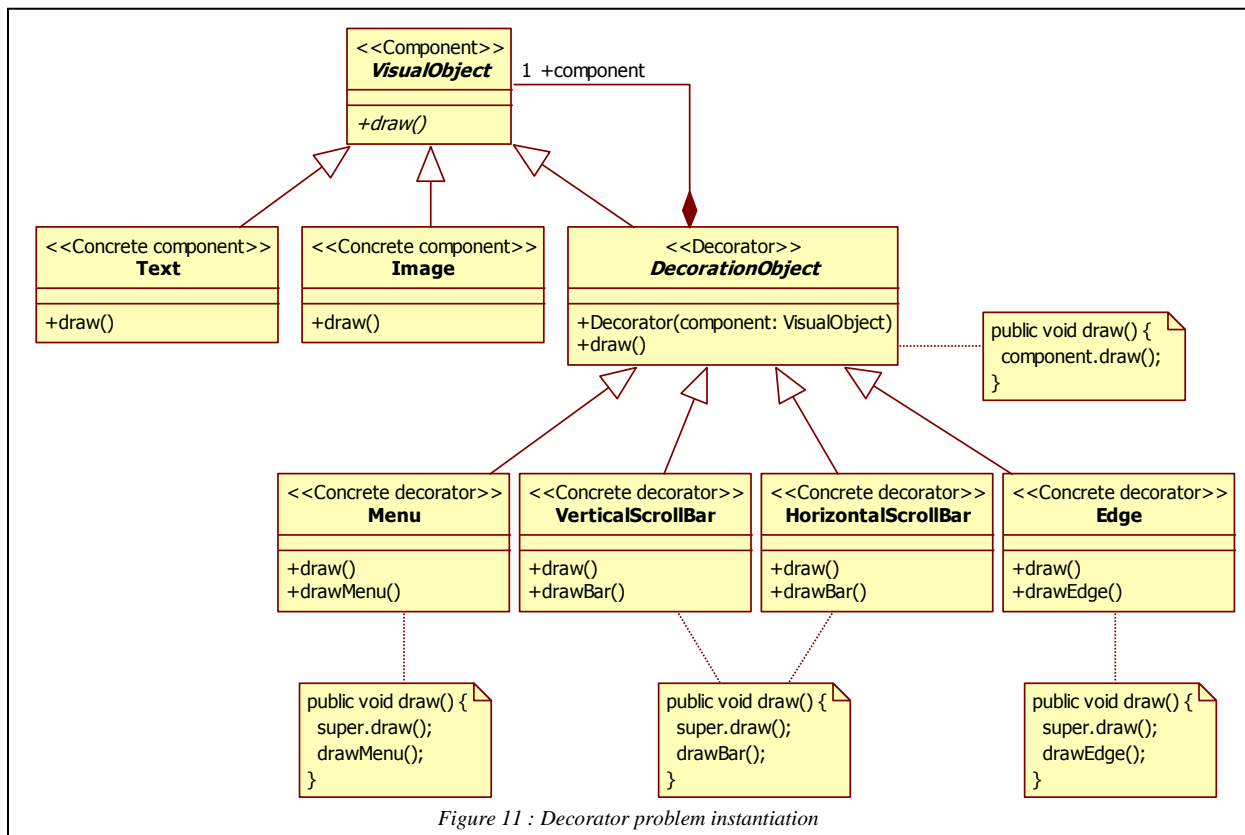 <<Component>>
VisualObject
+draw()
1 +component
<<Concrete component>>
Text
+draw()
<<Concrete component>>
Image
+draw()
<<Decorator>>
DecorationObject
+Decorator(component: VisualObject)
+draw()
public void draw() {
component.draw();
}
<<Concrete decorator>>
Menu
+draw()
+drawMenu()
<<Concrete decorator>>
VerticalScrollBar
+draw()
+drawBar()
<<Concrete decorator>>
HorizontalScrollBar
+draw()
+drawBar()
<<Concrete decorator>>
Edge
+draw()
+drawEdge()
public void draw() {
super.draw();
drawMenu();
}
public void draw() {
super.draw();
drawBar();
}
public void draw() {
super.draw();
drawEdge();
}
Figure 11 : Decorator problem instantiation